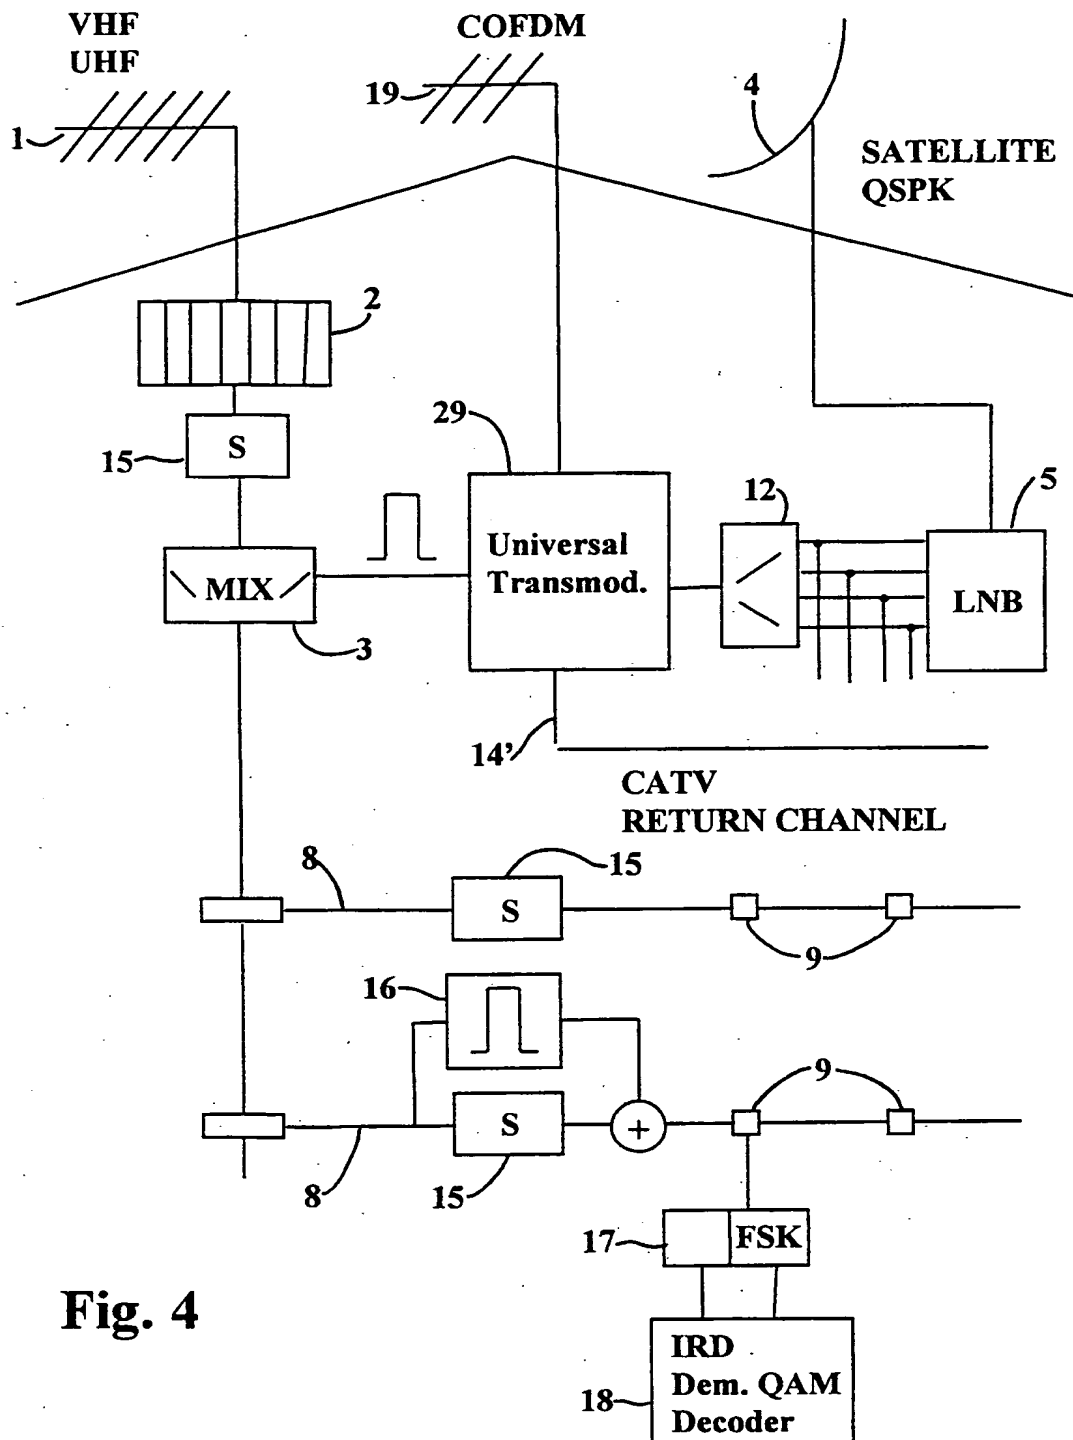 VHF
UHF
COFDM
1
19
4
SATELLITE
QSPK
2
29
15
S
12
5
Universal
Transmod.
MIX
LNB
3
14'
CATV
RETURN CHANNEL
8
15
S
9
16
9
S
8
15
17
FSK
Fig. 4
IRD
Dem. QAM
Decoder
18
+